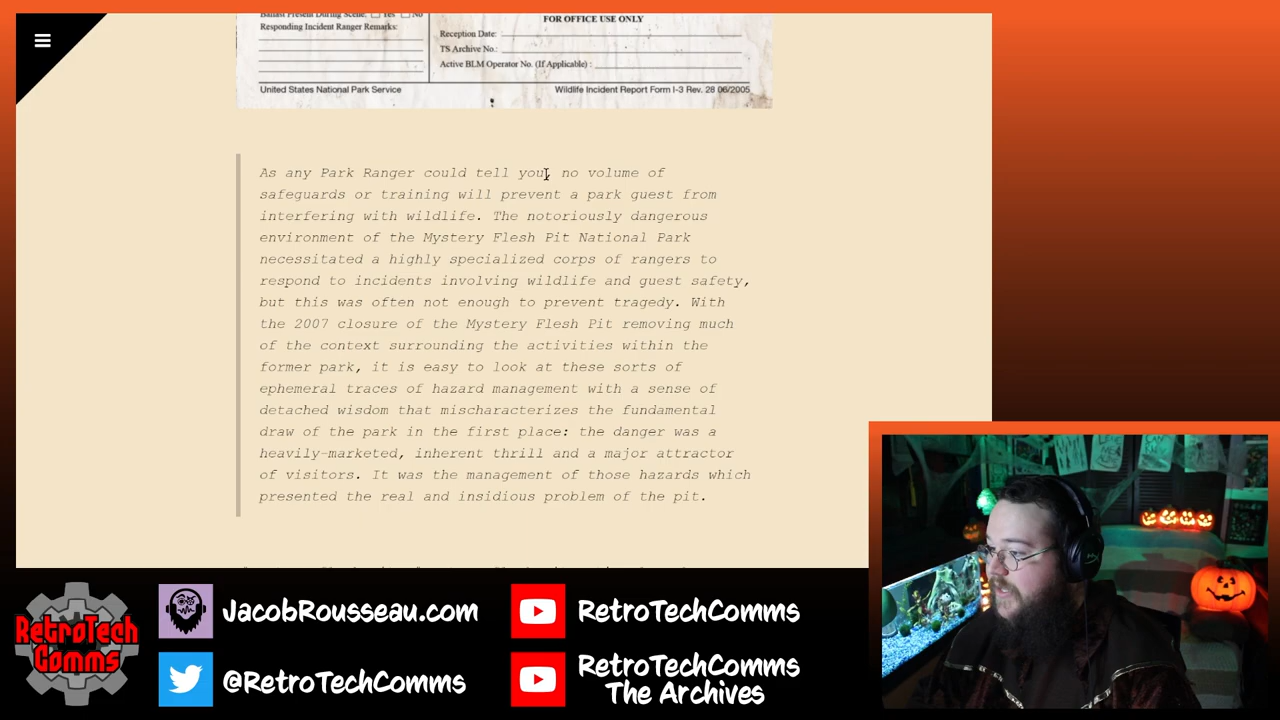 Ballast Present During Scene: Yes No
Responding Incident Ranger Remarks:
FOR OFFICE USE ONLY
Reception Date:
TS Archive No.:
Active BLM Operator No. (If Applicable) :
United States National Park Service
Wildlife Incident Report Form I-3 Rev. 28 06/2005
As any Park Ranger could tell you, no volume of
safeguards or training will prevent a park guest from
interfering with wildlife. The notoriously dangerous
environment of the Mystery Flesh Pit National Park
necessitated a highly specialized corps of rangers to
respond to incidents involving wildlife and guest safety,
but this was often not enough to prevent tragedy. With
the 2007 closure of the Mystery Flesh Pit removing much
of the context surrounding the activities within the
former park, it is easy to look at these sorts of
ephemeral traces of hazard management with a sense of
detached wisdom that mischaracterizes the fundamental
draw of the park in the first place: the danger was a
heavily-marketed, inherent thrill and a major attractor
of visitors. It was the management of those hazards which
presented the real and insidious problem of the pit.
RetroTech
Comms
JacobRousseau.com
@RetroTechComms
RetroTechComms
RetroTechComms
The Archives